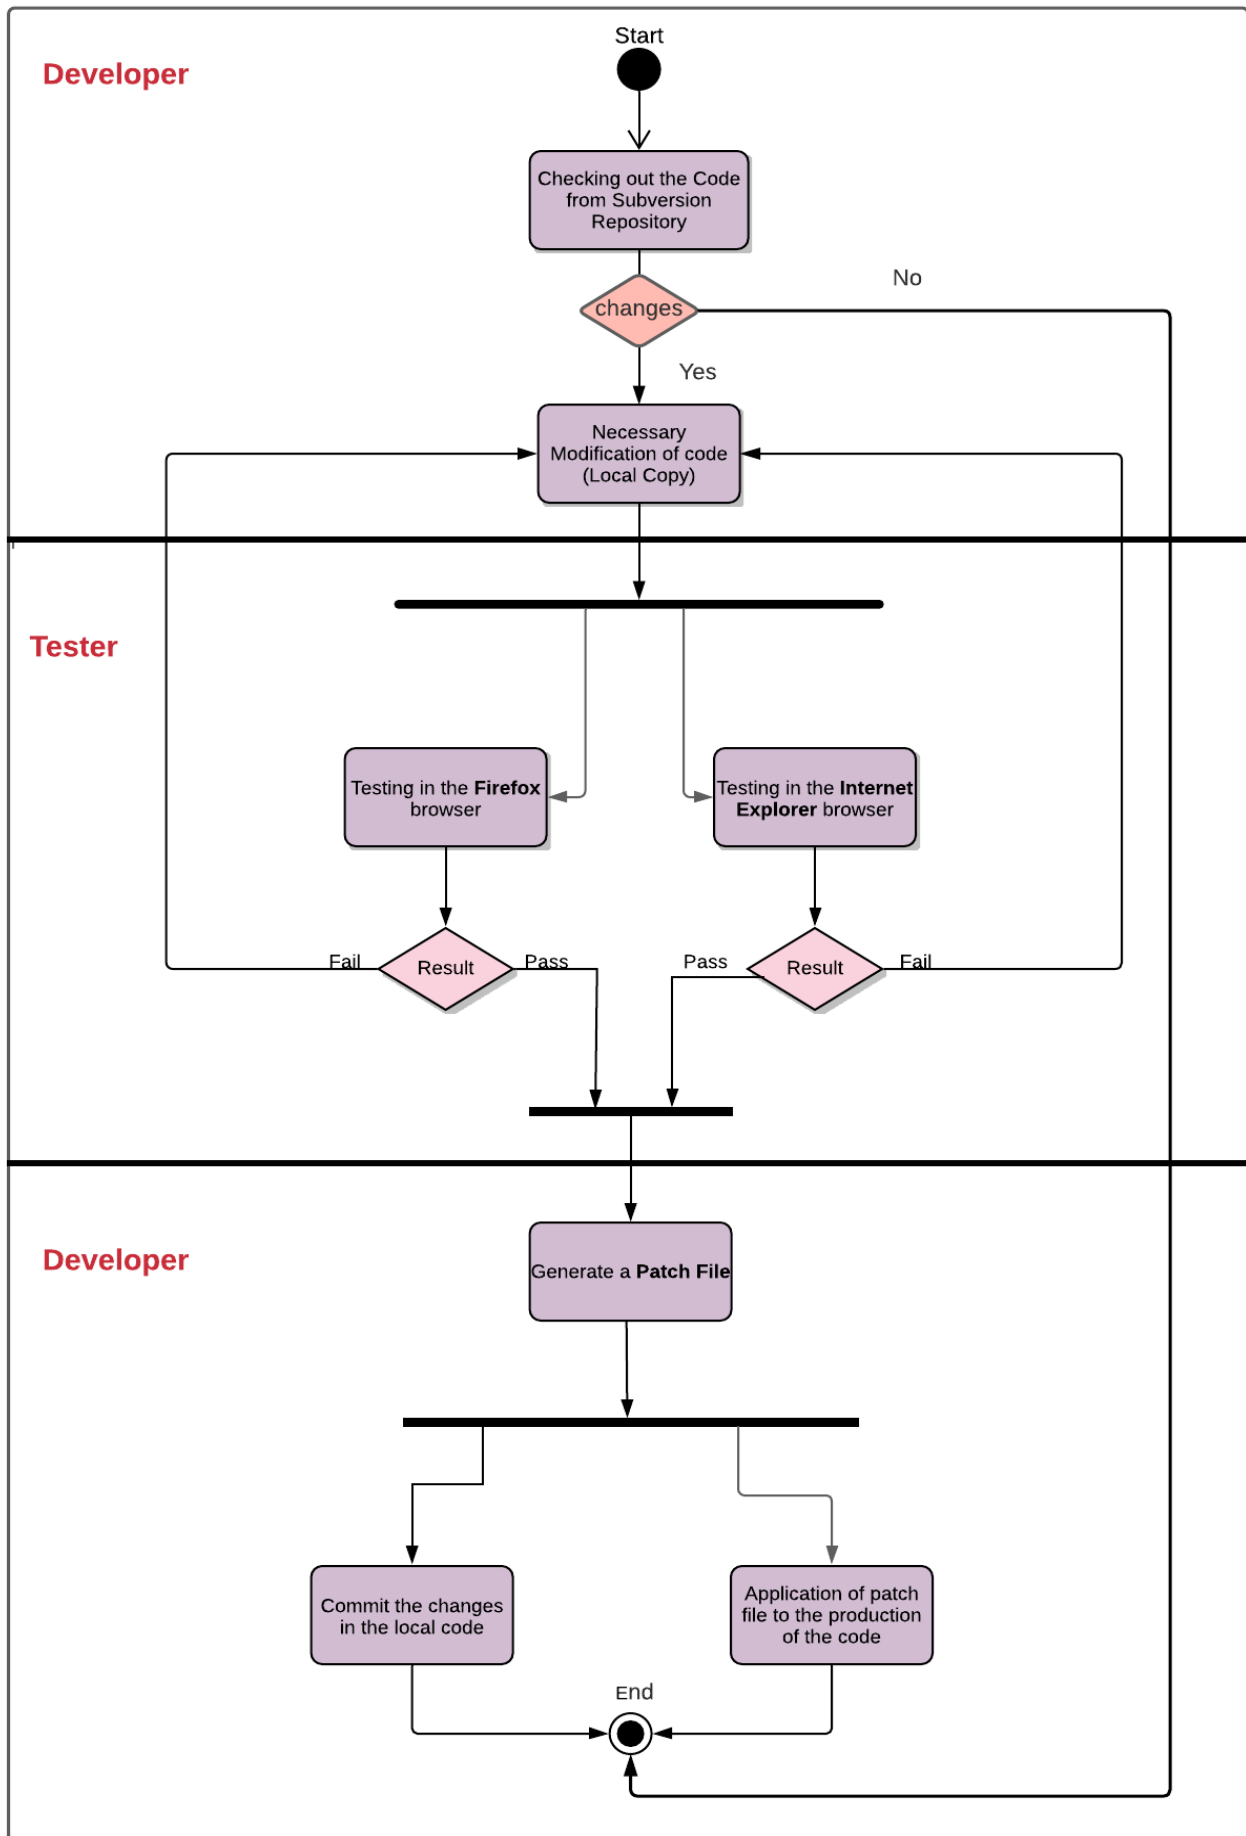 Start
Developer
Checking out the Code
from Subversion
Repository
No
changes
Yes
Necessary
Modification of code
(Local Copy)
Tester
Testing in the Firefox
browser
Testing in the Internet
Explorer browser
Fail
Result
Pass
Pass
Result
Fail
Developer
Generate a Patch File
Commit the changes
in the local code
Application of patch
file to the production
of the code
End